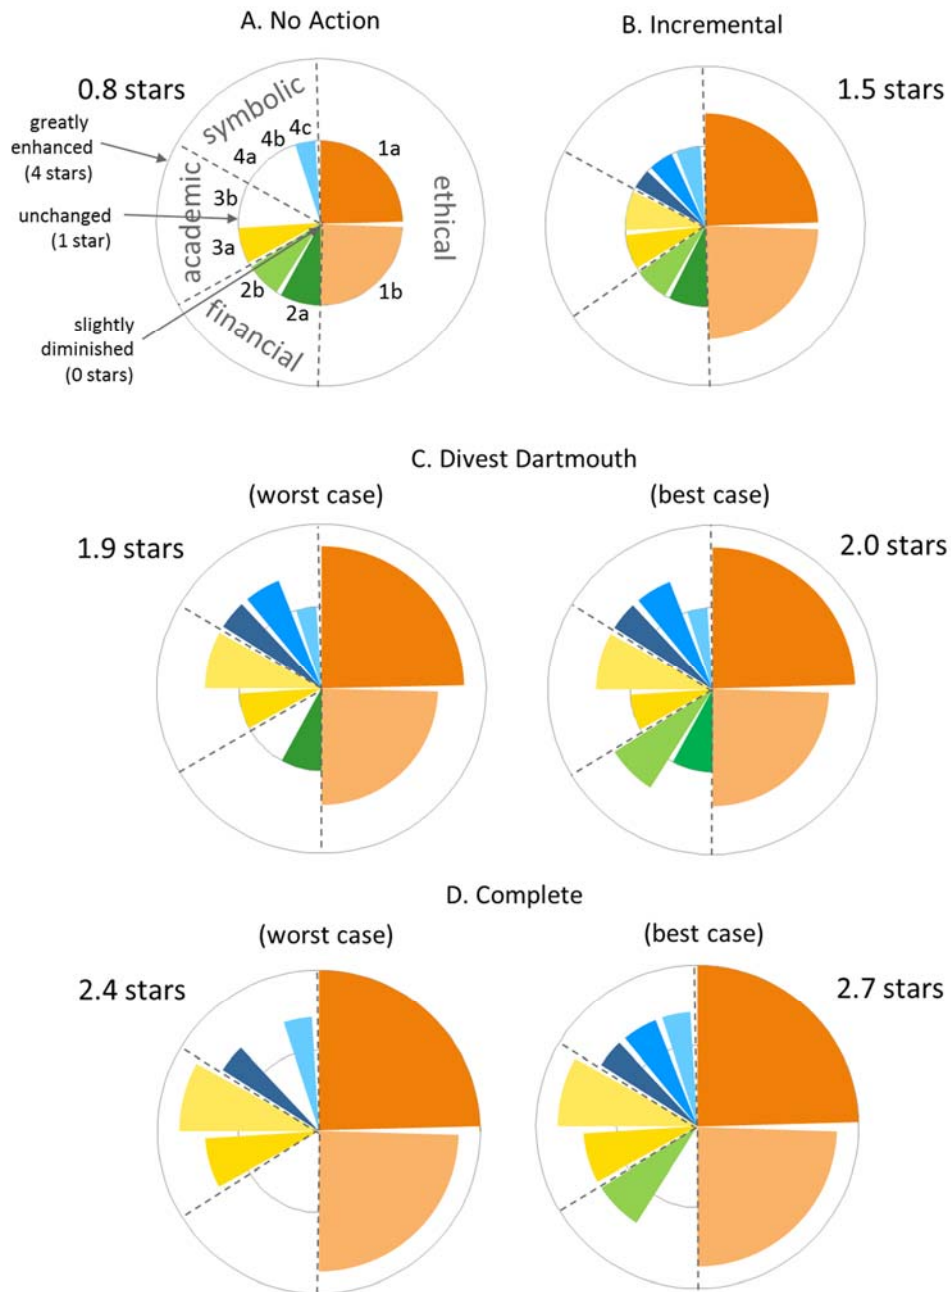 A. No Action
B. Incremental
0.8 stars
1.5 stars
greatly
enhanced
(4 stars)
symbolic
4a
4b
4c
1a
ethical
3b
unchanged
(1 star)
academic
3a
2b
2a
1b
financial
slightly
diminished
(0 stars)
C. Divest Dartmouth
(worst case)
(best case)
1.9 stars
2.0 stars
D. Complete
(worst case)
(best case)
2.4 stars
2.7 stars